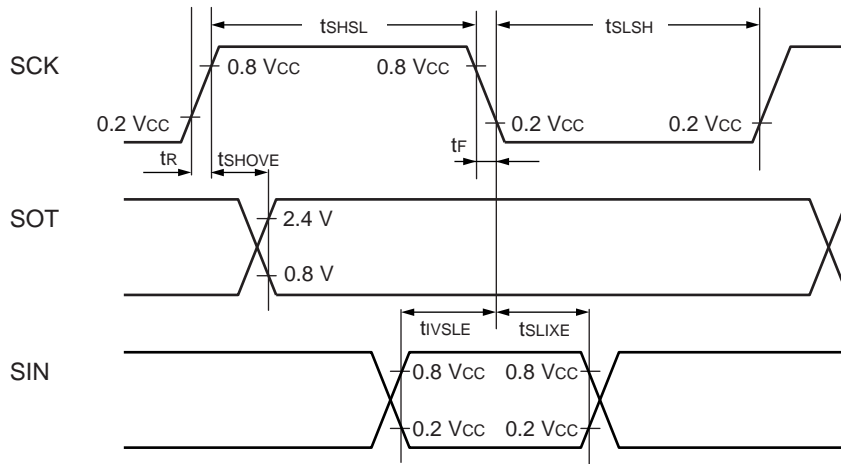 tSHSL tSLSH
SCK
0.8 VCC 0.8 VCC
0.2 VCC 0.2 VCC 0.2 VCC
tR tSHOVE tF
SOT
2.4 V
0.8 V
tIVSLE tSLIXE
SIN
0.8 VCC 0.8 VCC
0.2 VCC 0.2 VCC